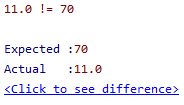 11.0 != 70
Expected :70
Actual   :11.0
<Click to see difference>